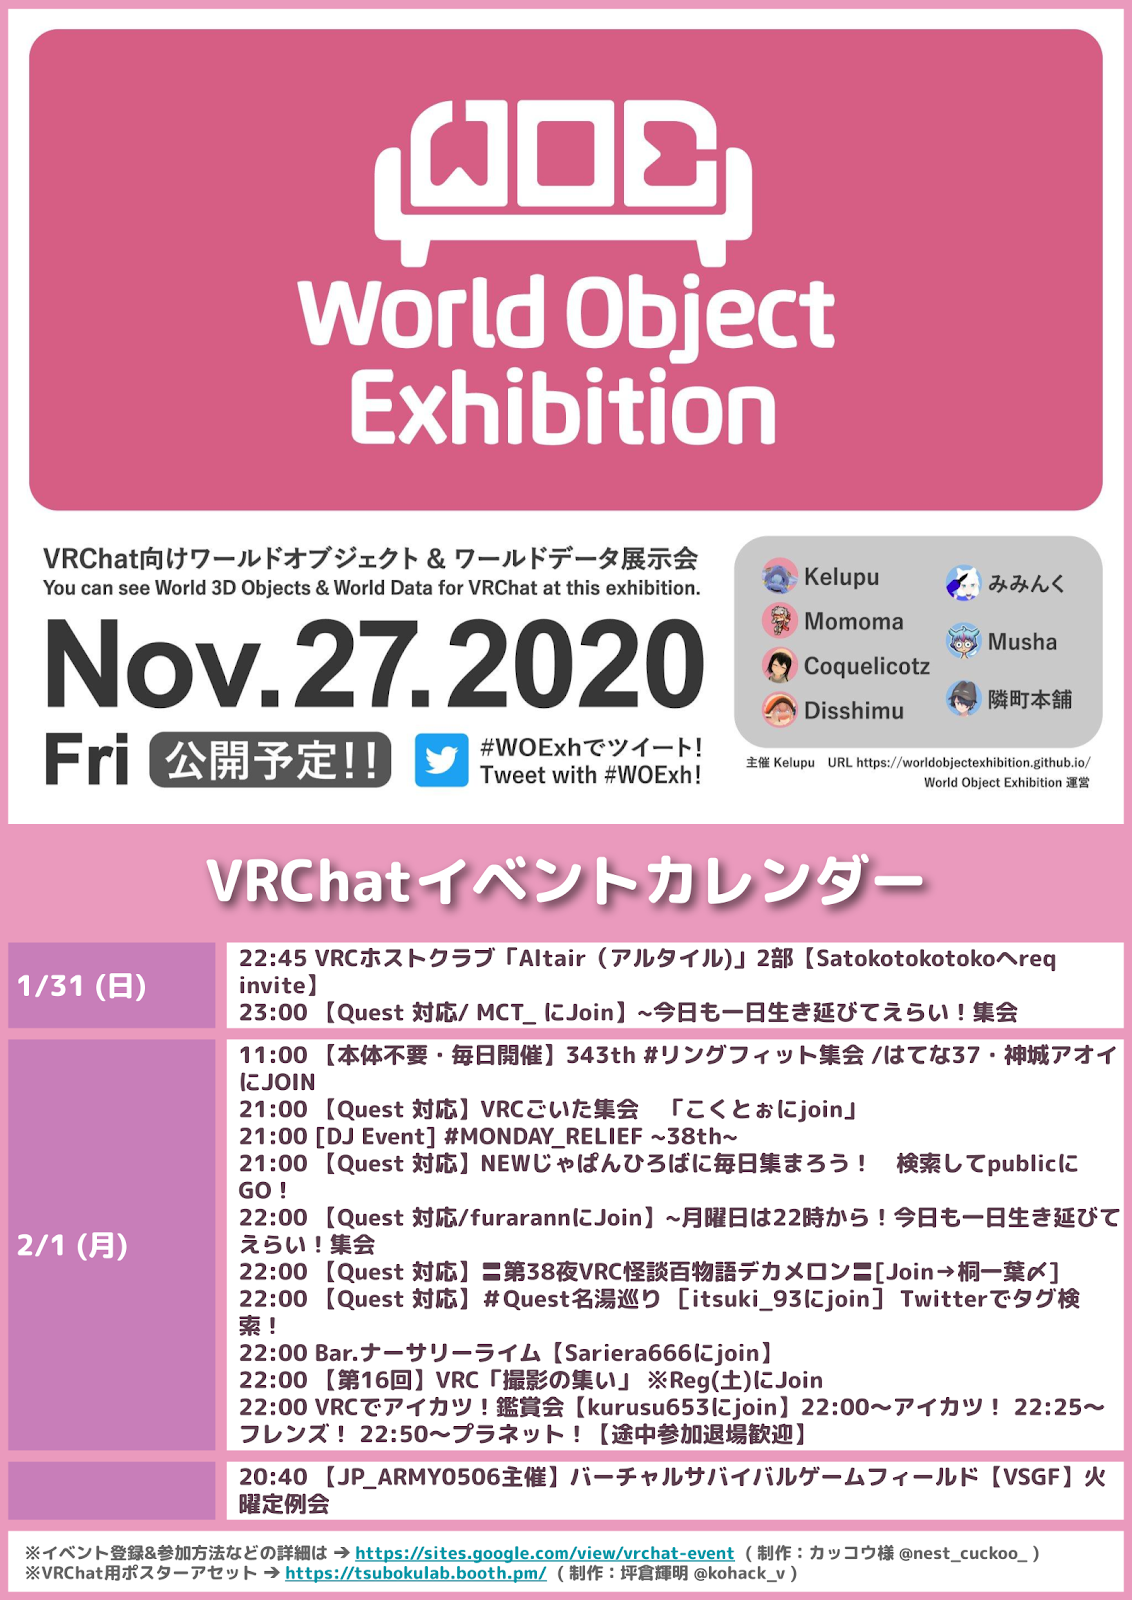 WOE
World Object
Exhibition
VRChat向けワールドオブジェクト & ワールドデータ展示会
You can see World 3D Objects & World Data for VRChat at this exhibition.
Nov.27.2020
Fri 公開予定!!
#WOExhでツイート!
Tweet with #WOExh!
Kelupu
Momoma
Coquelicotz
Disshimu
みみんく
Musha
隣町本舗
主催 Kelupu URL https://worldobjectexhibition.github.io/
World Object Exhibition 運営
VRChatイベントカレンダー
1/31 (日)
22:45 VRCホストクラブ「Altair（アルタイル)」2部【Satokotokotokoへreq
invite】
23:00 【Quest 対応/ MCT_ にJoin】~今日も一日生き延びてえらい！集会
2/1 (月)
11:00 【本体不要・毎日開催】343th #リングフィット集会 /はてな37・神城アオイ
にJOIN
21:00 【Quest 対応】VRCごいた集会　「こくとぉにjoin」
21:00 [DJ Event] #MONDAY_RELIEF ~38th~
21:00 【Quest 対応】NEWじゃぱんひろばに毎日集まろう！　検索してpublicに
GO！
22:00 【Quest 対応/furarannにJoin】~月曜日は22時から！今日も一日生き延びて
えらい！集会
22:00 【Quest 対応】〓第38夜VRC怪談百物語デカメロン〓[Join→桐一葉〆]
22:00 【Quest 対応】＃Quest名湯巡り ［itsuki_93にjoin］ Twitterでタグ検
索！
22:00 Bar.ナーサリーライム【Sariera666にjoin】
22:00 【第16回】VRC「撮影の集い」 ※Reg(土)にJoin
22:00 VRCでアイカツ！鑑賞会【kurusu653にjoin】22:00～アイカツ！ 22:25～
フレンズ！ 22:50～プラネット！【途中参加退場歓迎】
20:40 【JP_ARMY0506主催】バーチャルサバイバルゲームフィールド【VSGF】火
曜定例会
※イベント登録&参加方法などの詳細は → https://sites.google.com/view/vrchat-event （ 制作：カッコウ様 @nest_cuckoo_ ）
※VRChat用ポスターアセット → https://tsubokulab.booth.pm/ （ 制作：坪倉輝明 @kohack_v ）